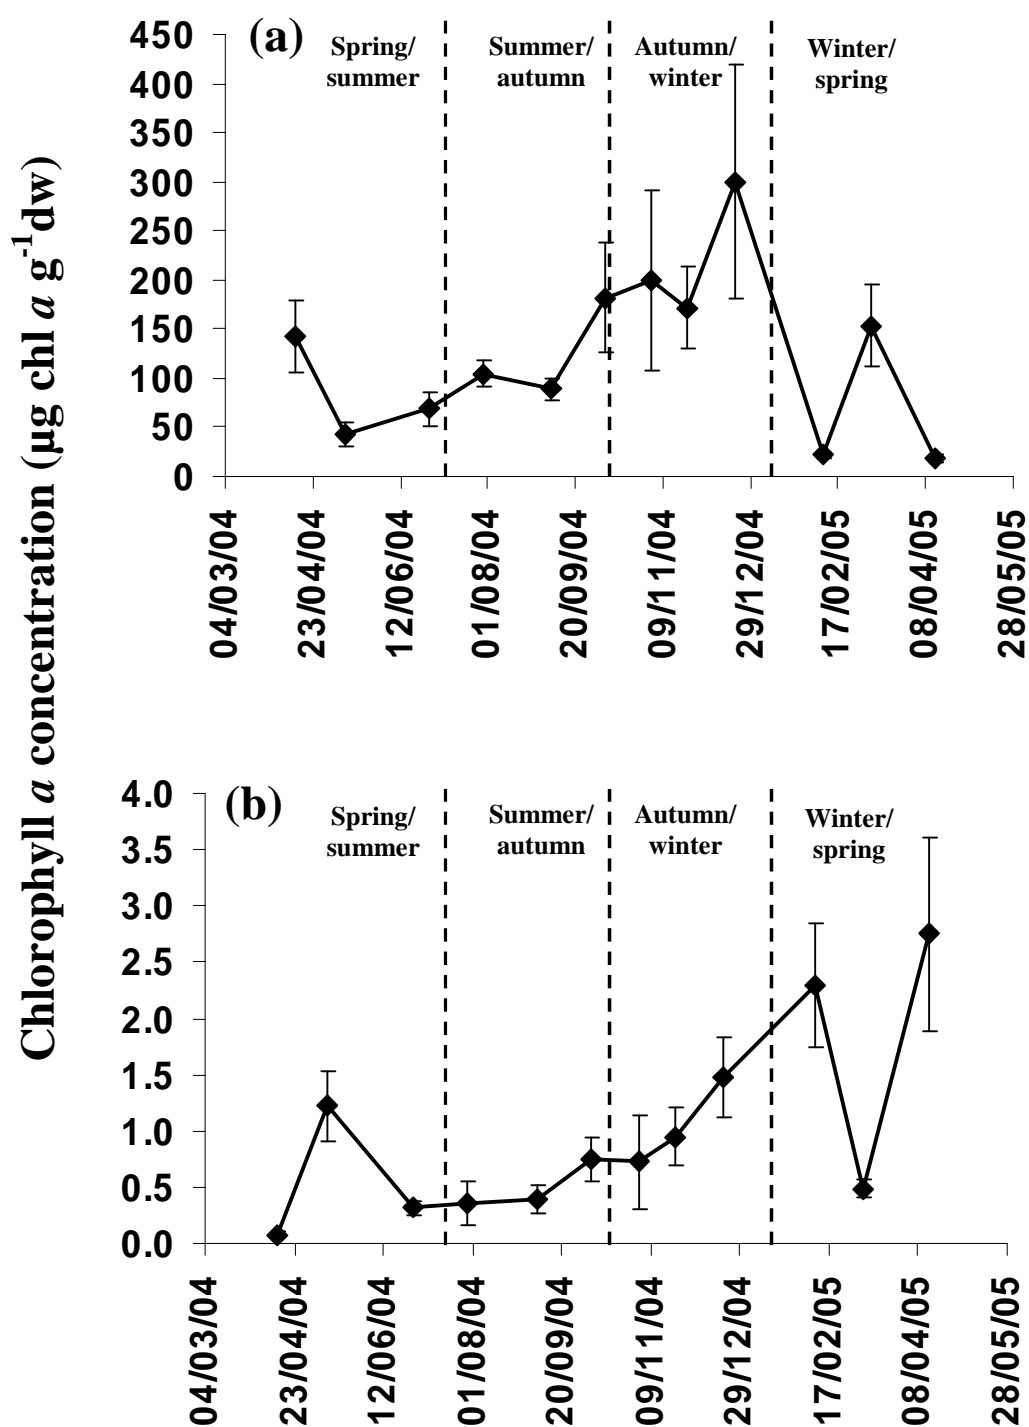 Chlorophyll a concentration (µg chl a g-1dw)
(a)
Spring/
summer
Summer/
autumn
Autumn/
winter
Winter/
spring
450
400
350
300
250
200
150
100
50
0
04/03/04
23/04/04
12/06/04
01/08/04
20/09/04
09/11/04
29/12/04
17/02/05
08/04/05
28/05/05
(b)
Spring/
summer
Summer/
autumn
Autumn/
winter
Winter/
spring
4.0
3.5
3.0
2.5
2.0
1.5
1.0
0.5
0.0
04/03/04
23/04/04
12/06/04
01/08/04
20/09/04
09/11/04
29/12/04
17/02/05
08/04/05
28/05/05